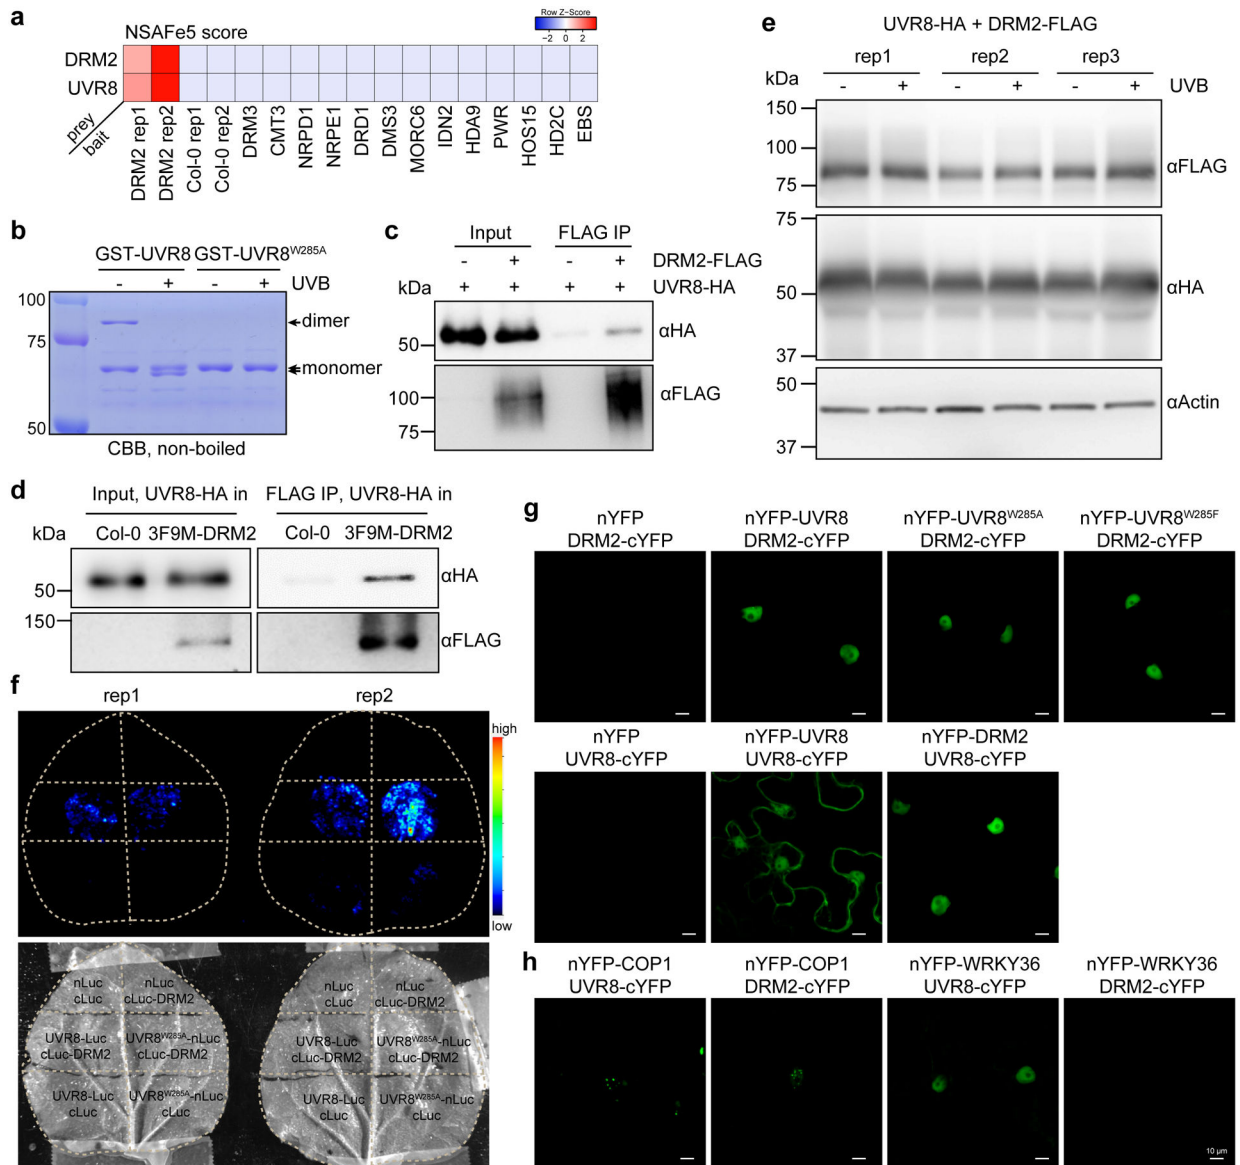 a
NSAFe5 score
Row Z-Score
-2 0 2
DRM2
UVR8
prey
bait
DRM2 rep1
DRM2 rep2
Col-0 rep1
Col-0 rep2
DRM3
CMT3
NRPD1
NRPE1
DRD1
DMS3
MORC6
IDN2
HDA9
PWR
HOS15
HD2C
EBS
b
GST-UVR8 GST-UVR8W285A
- + - + UVB
100
75
50
dimer
monomer
CBB, non-boiled
c
Input FLAG IP
- + - + DRM2-FLAG
kDa + + + + UVR8-HA
50
αHA
100
75
αFLAG
d
Input, UVR8-HA in FLAG IP, UVR8-HA in
kDa Col-0 3F9M-DRM2 Col-0 3F9M-DRM2
50
αHA
150
αFLAG
e
UVR8-HA + DRM2-FLAG
rep1 rep2 rep3
kDa
- + - + - + UVB
150
100
75
αFLAG
75
50
37
αHA
50
37
αActin
f
rep1 rep2
high
low
nLuc
cLuc
nLuc
cLuc-DRM2
UVR8-Luc
cLuc-DRM2
UVR8W285A-nLuc
cLuc-DRM2
UVR8-Luc
cLuc
UVR8W285A-nLuc
cLuc
nLuc
cLuc
nLuc
cLuc-DRM2
UVR8-Luc
cLuc-DRM2
UVR8W285A-nLuc
cLuc-DRM2
UVR8-Luc
cLuc
UVR8W285A-nLuc
cLuc
g
nYFP
DRM2-cYFP
nYFP-UVR8
DRM2-cYFP
nYFP-UVR8W285A
DRM2-cYFP
nYFP-UVR8W285F
DRM2-cYFP
nYFP
UVR8-cYFP
nYFP-UVR8
UVR8-cYFP
nYFP-DRM2
UVR8-cYFP
h
nYFP-COP1
UVR8-cYFP
nYFP-COP1
DRM2-cYFP
nYFP-WRKY36
UVR8-cYFP
nYFP-WRKY36
DRM2-cYFP
10 μm